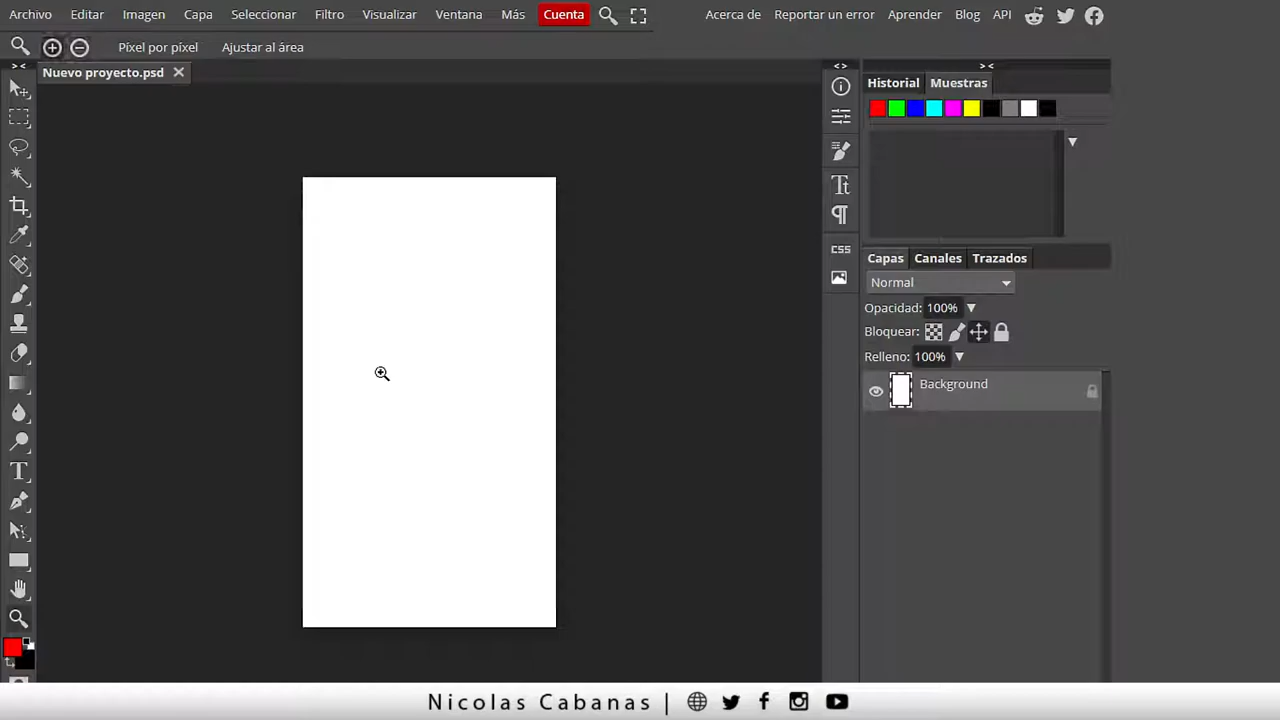 Archivo Editar Imagen Capa Seleccionar Filtro Visualizar Ventana Más Cuenta Acerca de Reportar un error Aprender Blog API
Píxel por píxel Ajustar al área
> < Nuevo proyecto.psd < > > <
Historial Muestras
Tt
CSS
Capas Canales Trazados
Normal
Opacidad: 100%
Bloquear:
Relleno: 100%
Background
T
Nicolas Cabanas |